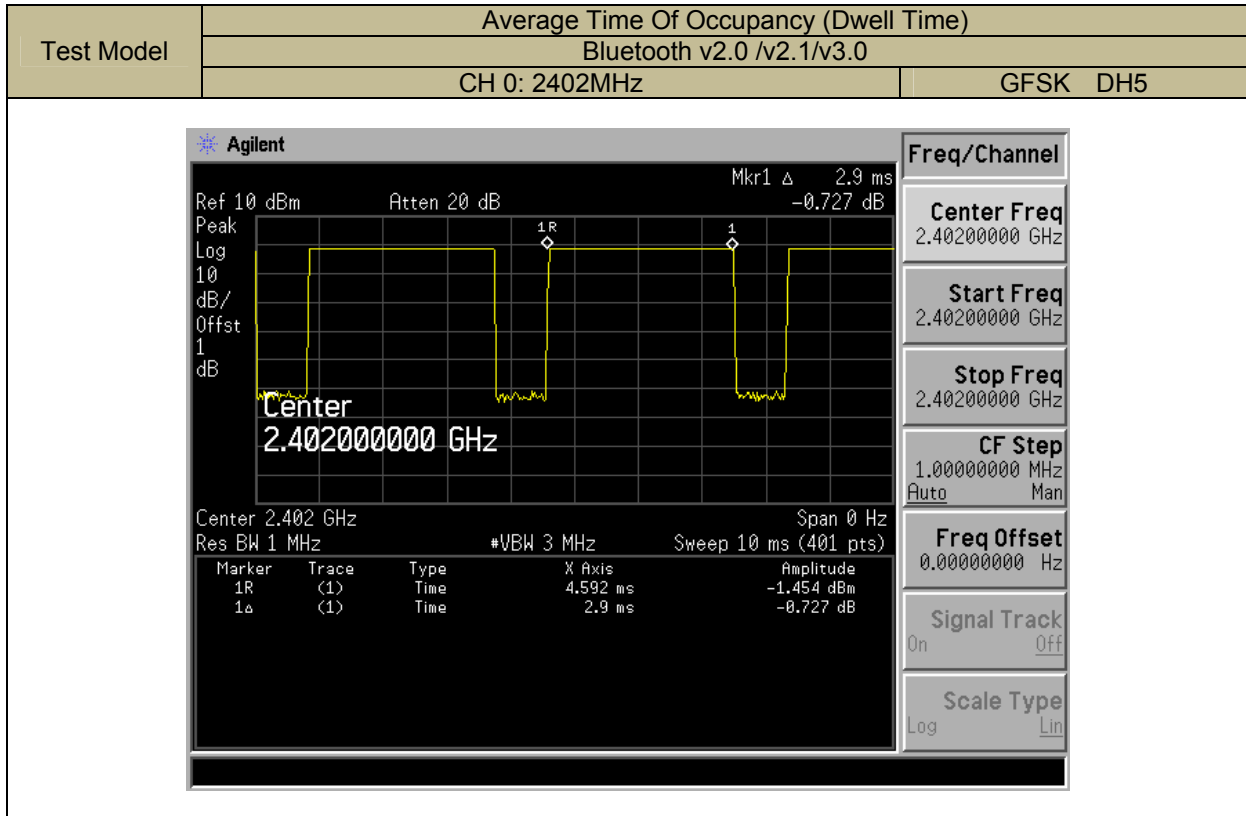 Test Model
Average Time Of Occupancy (Dwell Time)
Bluetooth v2.0 /v2.1/v3.0
CH 0: 2402MHz GFSK DH5
Agilent
Mkr1 Δ 2.9 ms
Ref 10 dBm Atten 20 dB -0.727 dB
Peak
Log
10
dB/
Offst
1
dB
1R
1
Center
2.402000000 GHz
Center 2.402 GHz Span 0 Hz
Res BW 1 MHz #VBW 3 MHz Sweep 10 ms (401 pts)
Marker Trace Type X Axis Amplitude
1R (1) Time 4.592 ms -1.454 dBm
1Δ (1) Time 2.9 ms -0.727 dB
Freq/Channel
Center Freq
2.40200000 GHz
Start Freq
2.40200000 GHz
Stop Freq
2.40200000 GHz
CF Step
1.00000000 MHz
Auto Man
Freq Offset
0.00000000 Hz
Signal Track
On Off
Scale Type
Log Lin